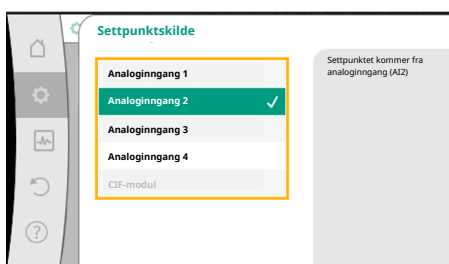 Settpunktskilde
Analoginngang 1
Analoginngang 2
Analoginngang 3
Analoginngang 4
CIF-modul
Settpunktet kommer fra
analoginngang (AI2)